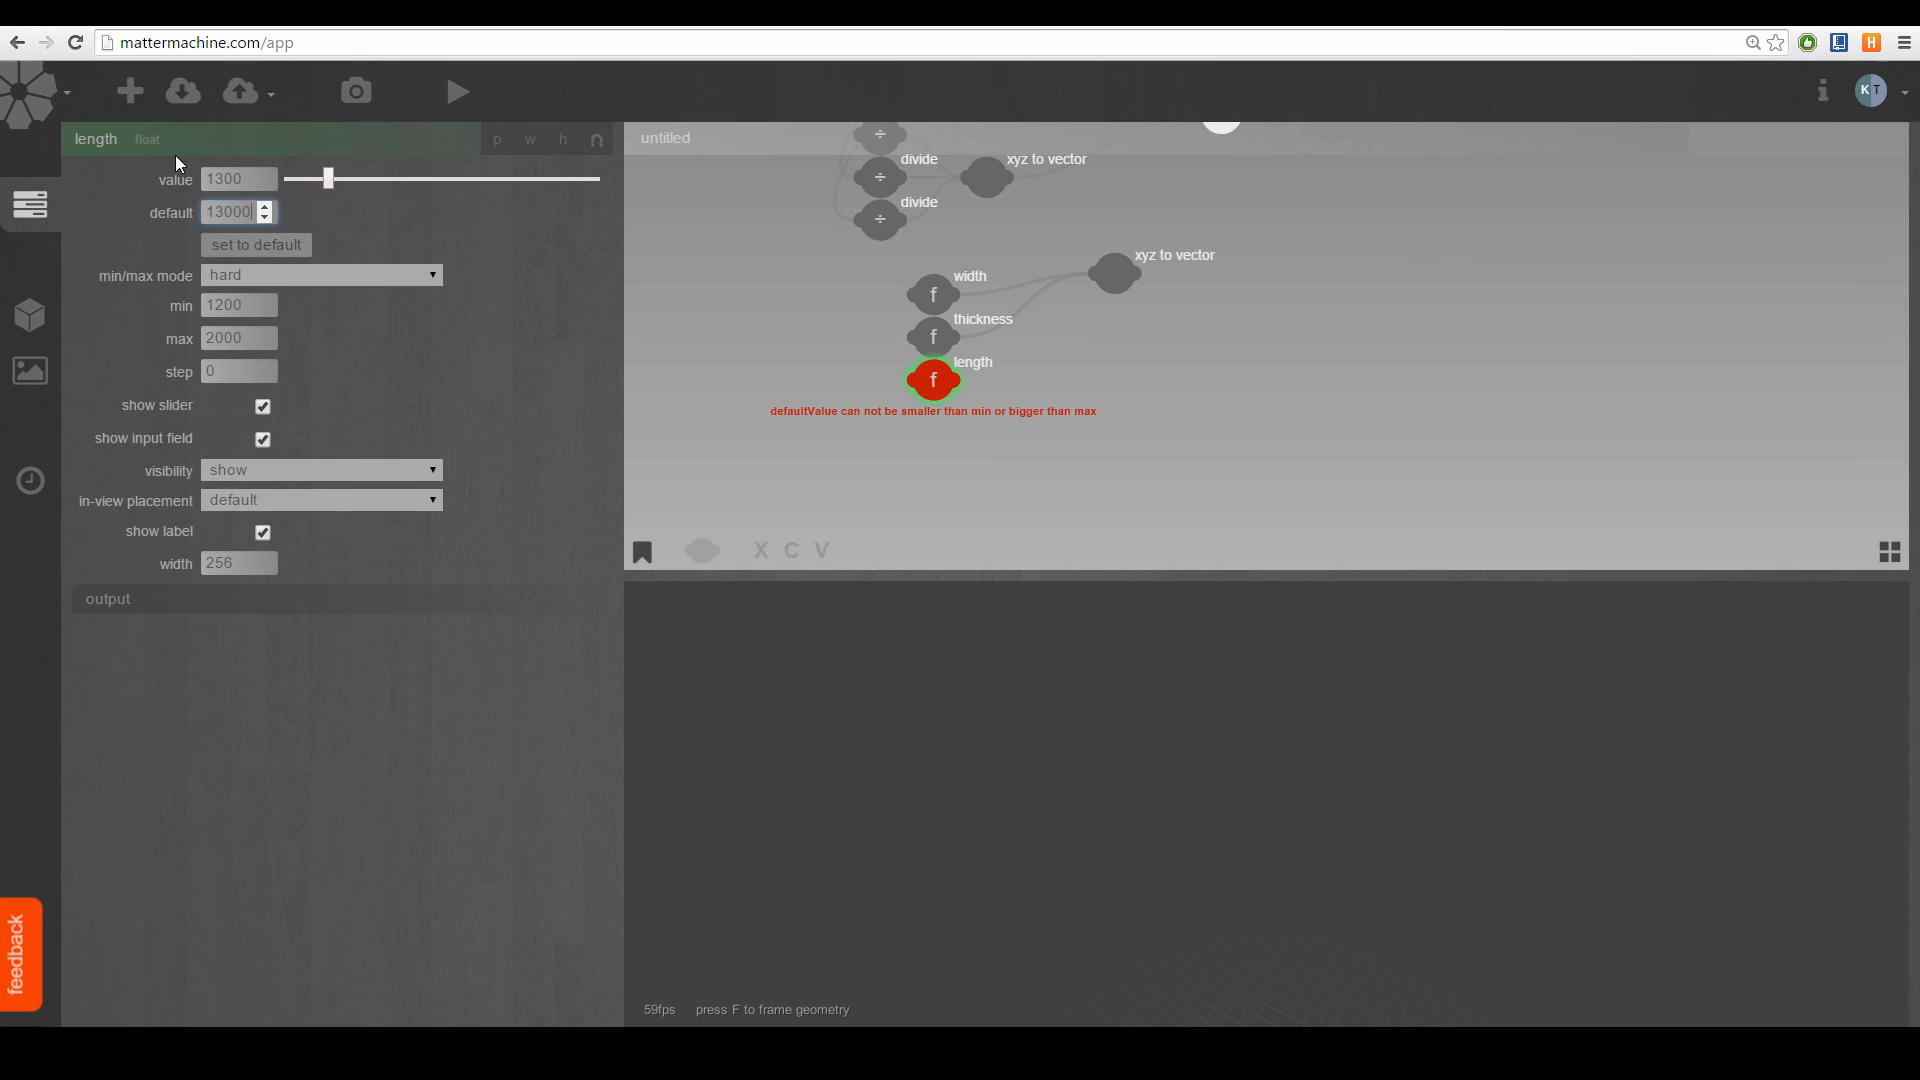 mattermachine.com/app
H
K T
length float
p w h
untitled
value 1300
default 13000
set to default
min/max mode hard
min 1200
max 2000
step 0
show slider
show input field
visibility show
in-view placement default
show label
width 256
output
÷
divide
xyz to vector
÷
divide
÷
width
xyz to vector
f
thickness
f
length
f
defaultValue can not be smaller than min or bigger than max
X C V
feedback
59fps press F to frame geometry